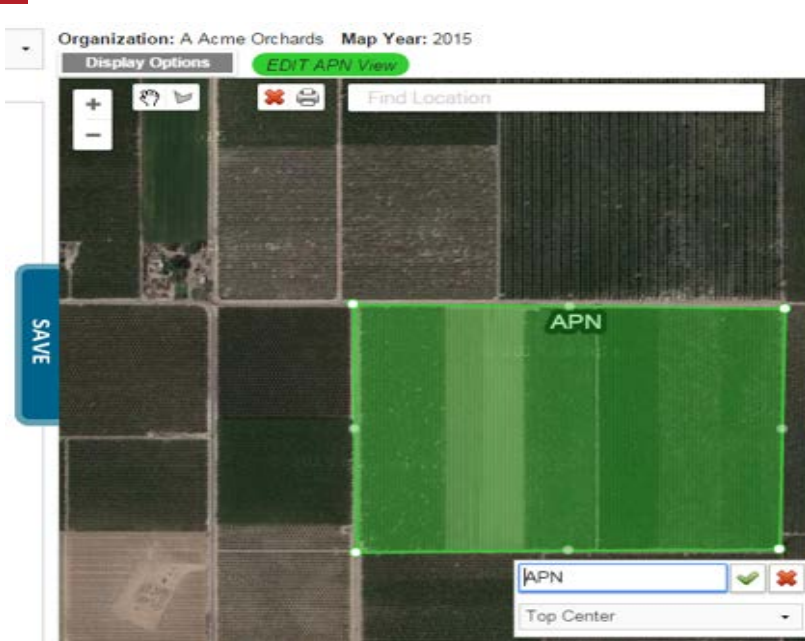 Organization: A Acme Orchards Map Year: 2015
Display Options EDIT APN View
+ Find Location
−
SAVE
APN
APN
Top Center